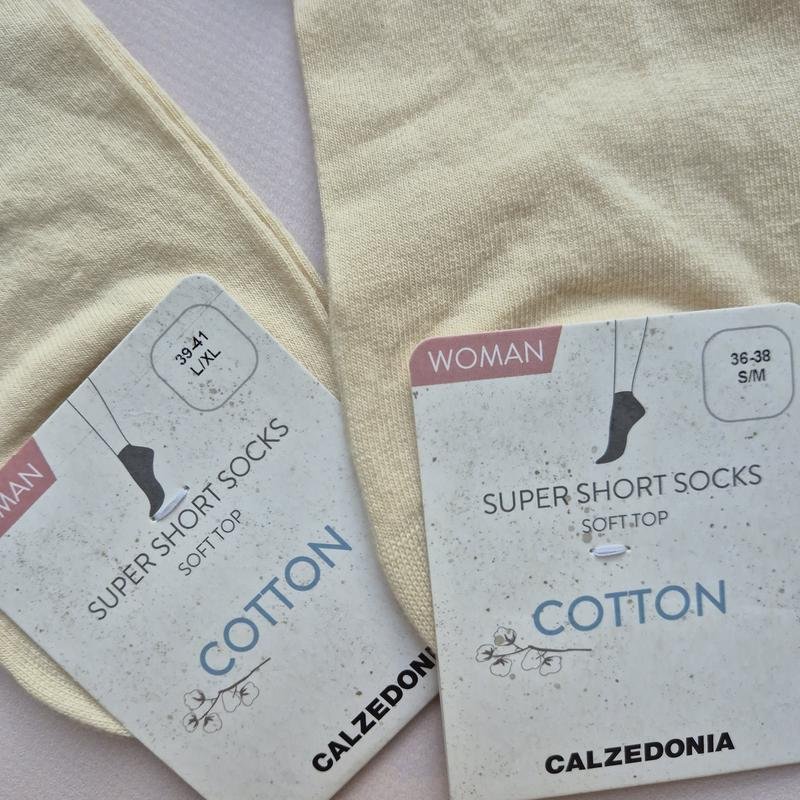 39-41
L/XL
MAN
SUPER SHORT SOCKS
SOFT TOP
COTTON
CALZEDONI
WOMAN
36-38
S/M
SUPER SHORT SOCKS
SOFT TOP
COTTON
CALZEDONIA